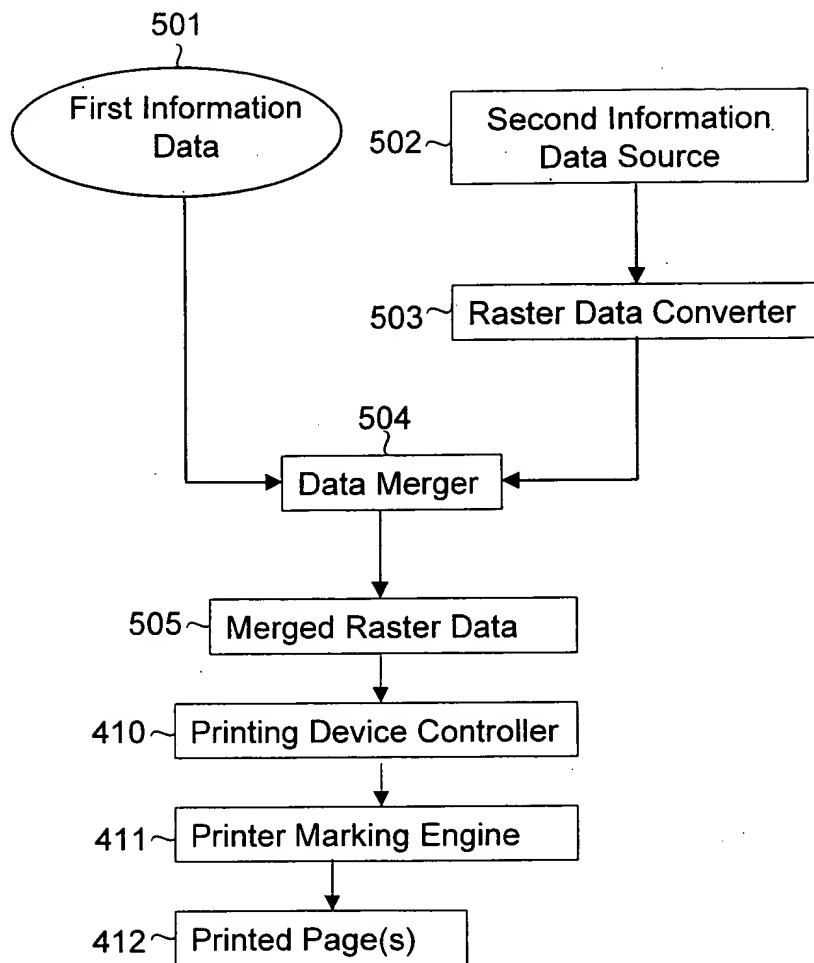 501
First Information
Data
502
Second Information
Data Source
503
Raster Data Converter
504
Data Merger
505
Merged Raster Data
410
Printing Device Controller
411
Printer Marking Engine
412
Printed Page(s)